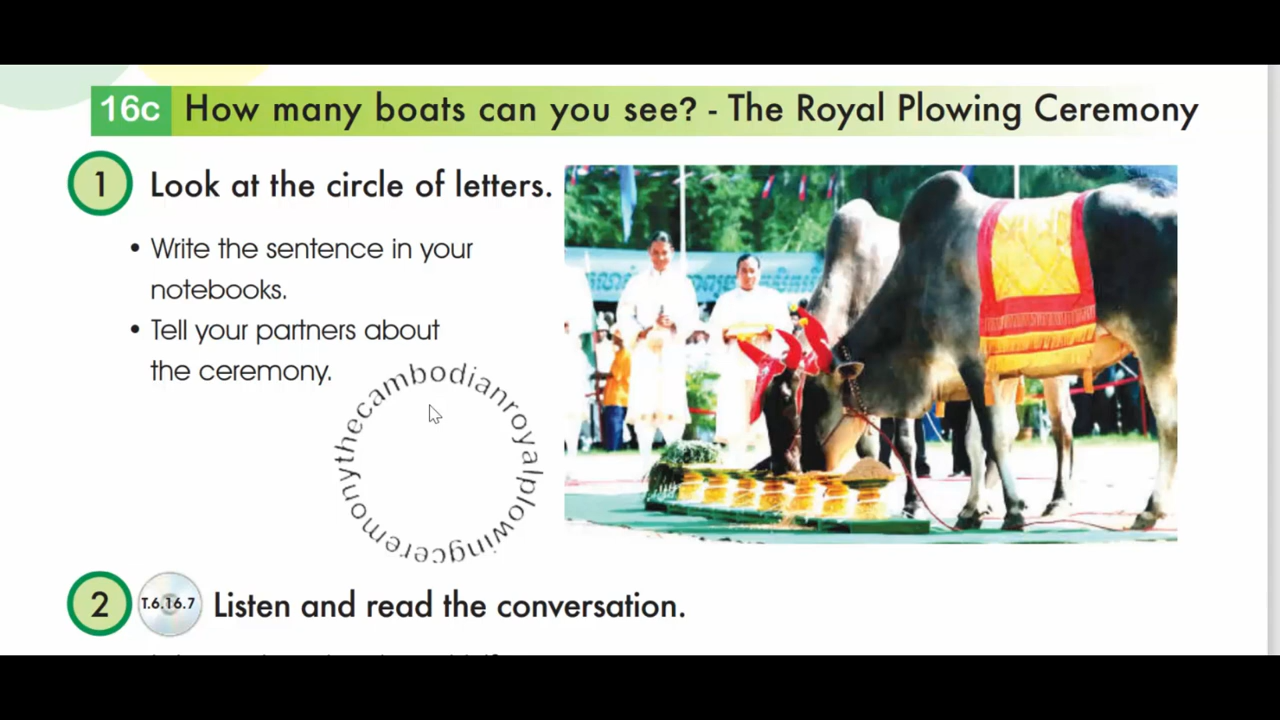 16c How many boats can you see? - The Royal Plowing Ceremony
1 Look at the circle of letters.
• Write the sentence in your
notebooks.
• Tell your partners about
the ceremony.
thecambodianroyalplowingceremony
2 T.6.16.7 Listen and read the conversation.